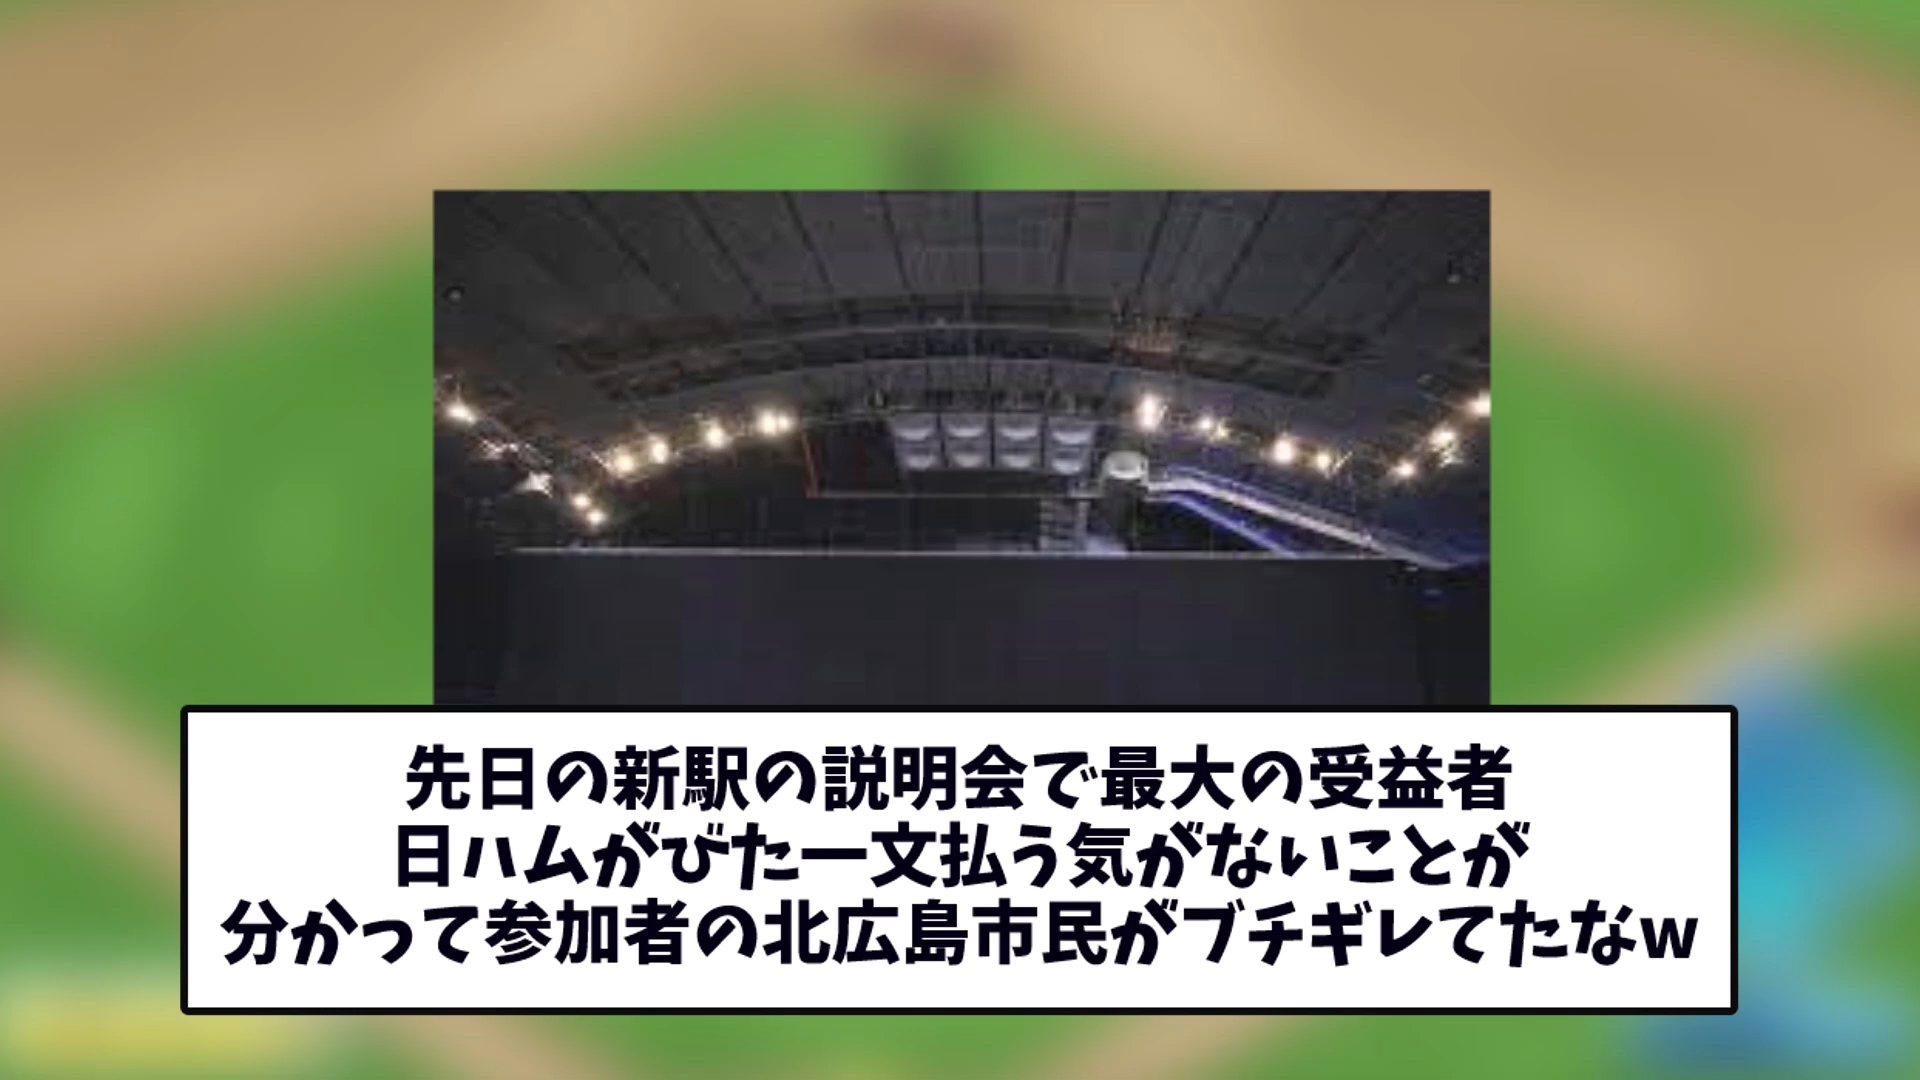 先日の新駅の説明会で最大の受益者
日ハムがびた一文払う気がないことが
分かって参加者の北広島市民がブチギレてたなw